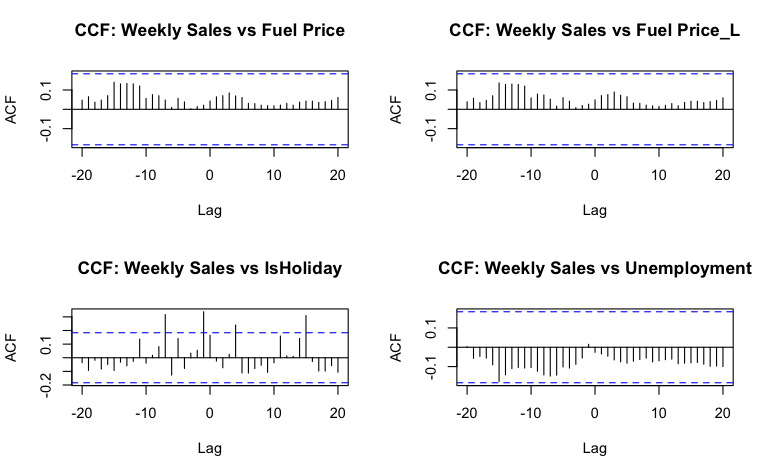 CCF: Weekly Sales vs Fuel Price
ACF
0.1
-0.1
-20 -10 0 10 20
Lag
CCF: Weekly Sales vs Fuel Price_L
ACF
0.1
-0.1
-20 -10 0 10 20
Lag
CCF: Weekly Sales vs IsHoliday
ACF
0.1
-0.2
-20 -10 0 10 20
Lag
CCF: Weekly Sales vs Unemployment
ACF
0.1
-0.1
-20 -10 0 10 20
Lag